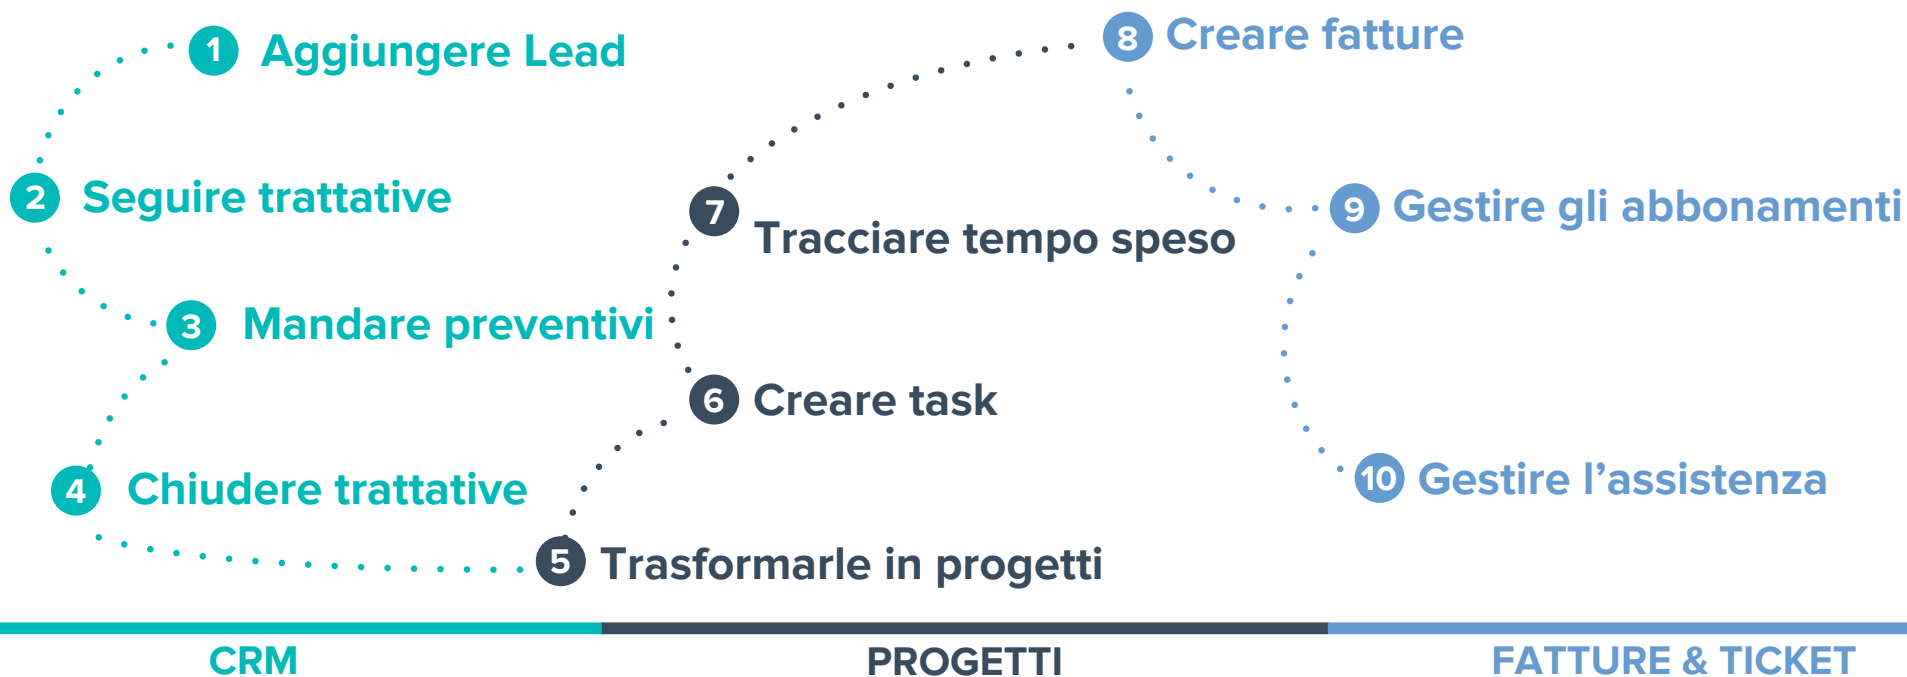 1 Aggiungere Lead
2 Seguire trattative
3 Mandare preventivi
4 Chiudere trattative
5 Trasformarle in progetti
6 Creare task
7 Tracciare tempo speso
8 Creare fatture
9 Gestire gli abbonamenti
10 Gestire l’assistenza
CRM
PROGETTI
FATTURE & TICKET